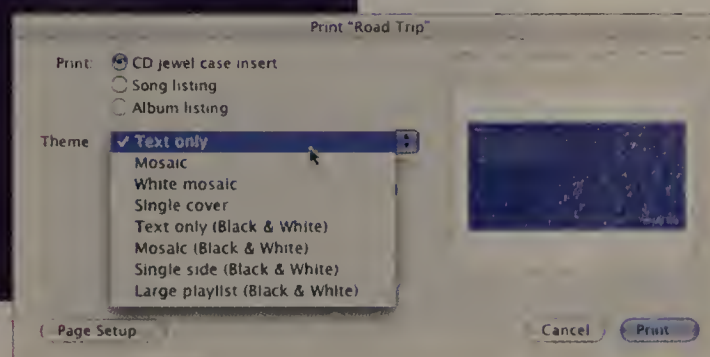 Print "Road Trip"
Print: CD jewel case insert
Song listing
Album listing
Theme ✓ Text only
Mosaic
White mosaic
Single cover
Text only (Black & White)
Mosaic (Black & White)
Single side (Black & White)
Large playlist (Black & White)
Page Setup
Cancel
Print